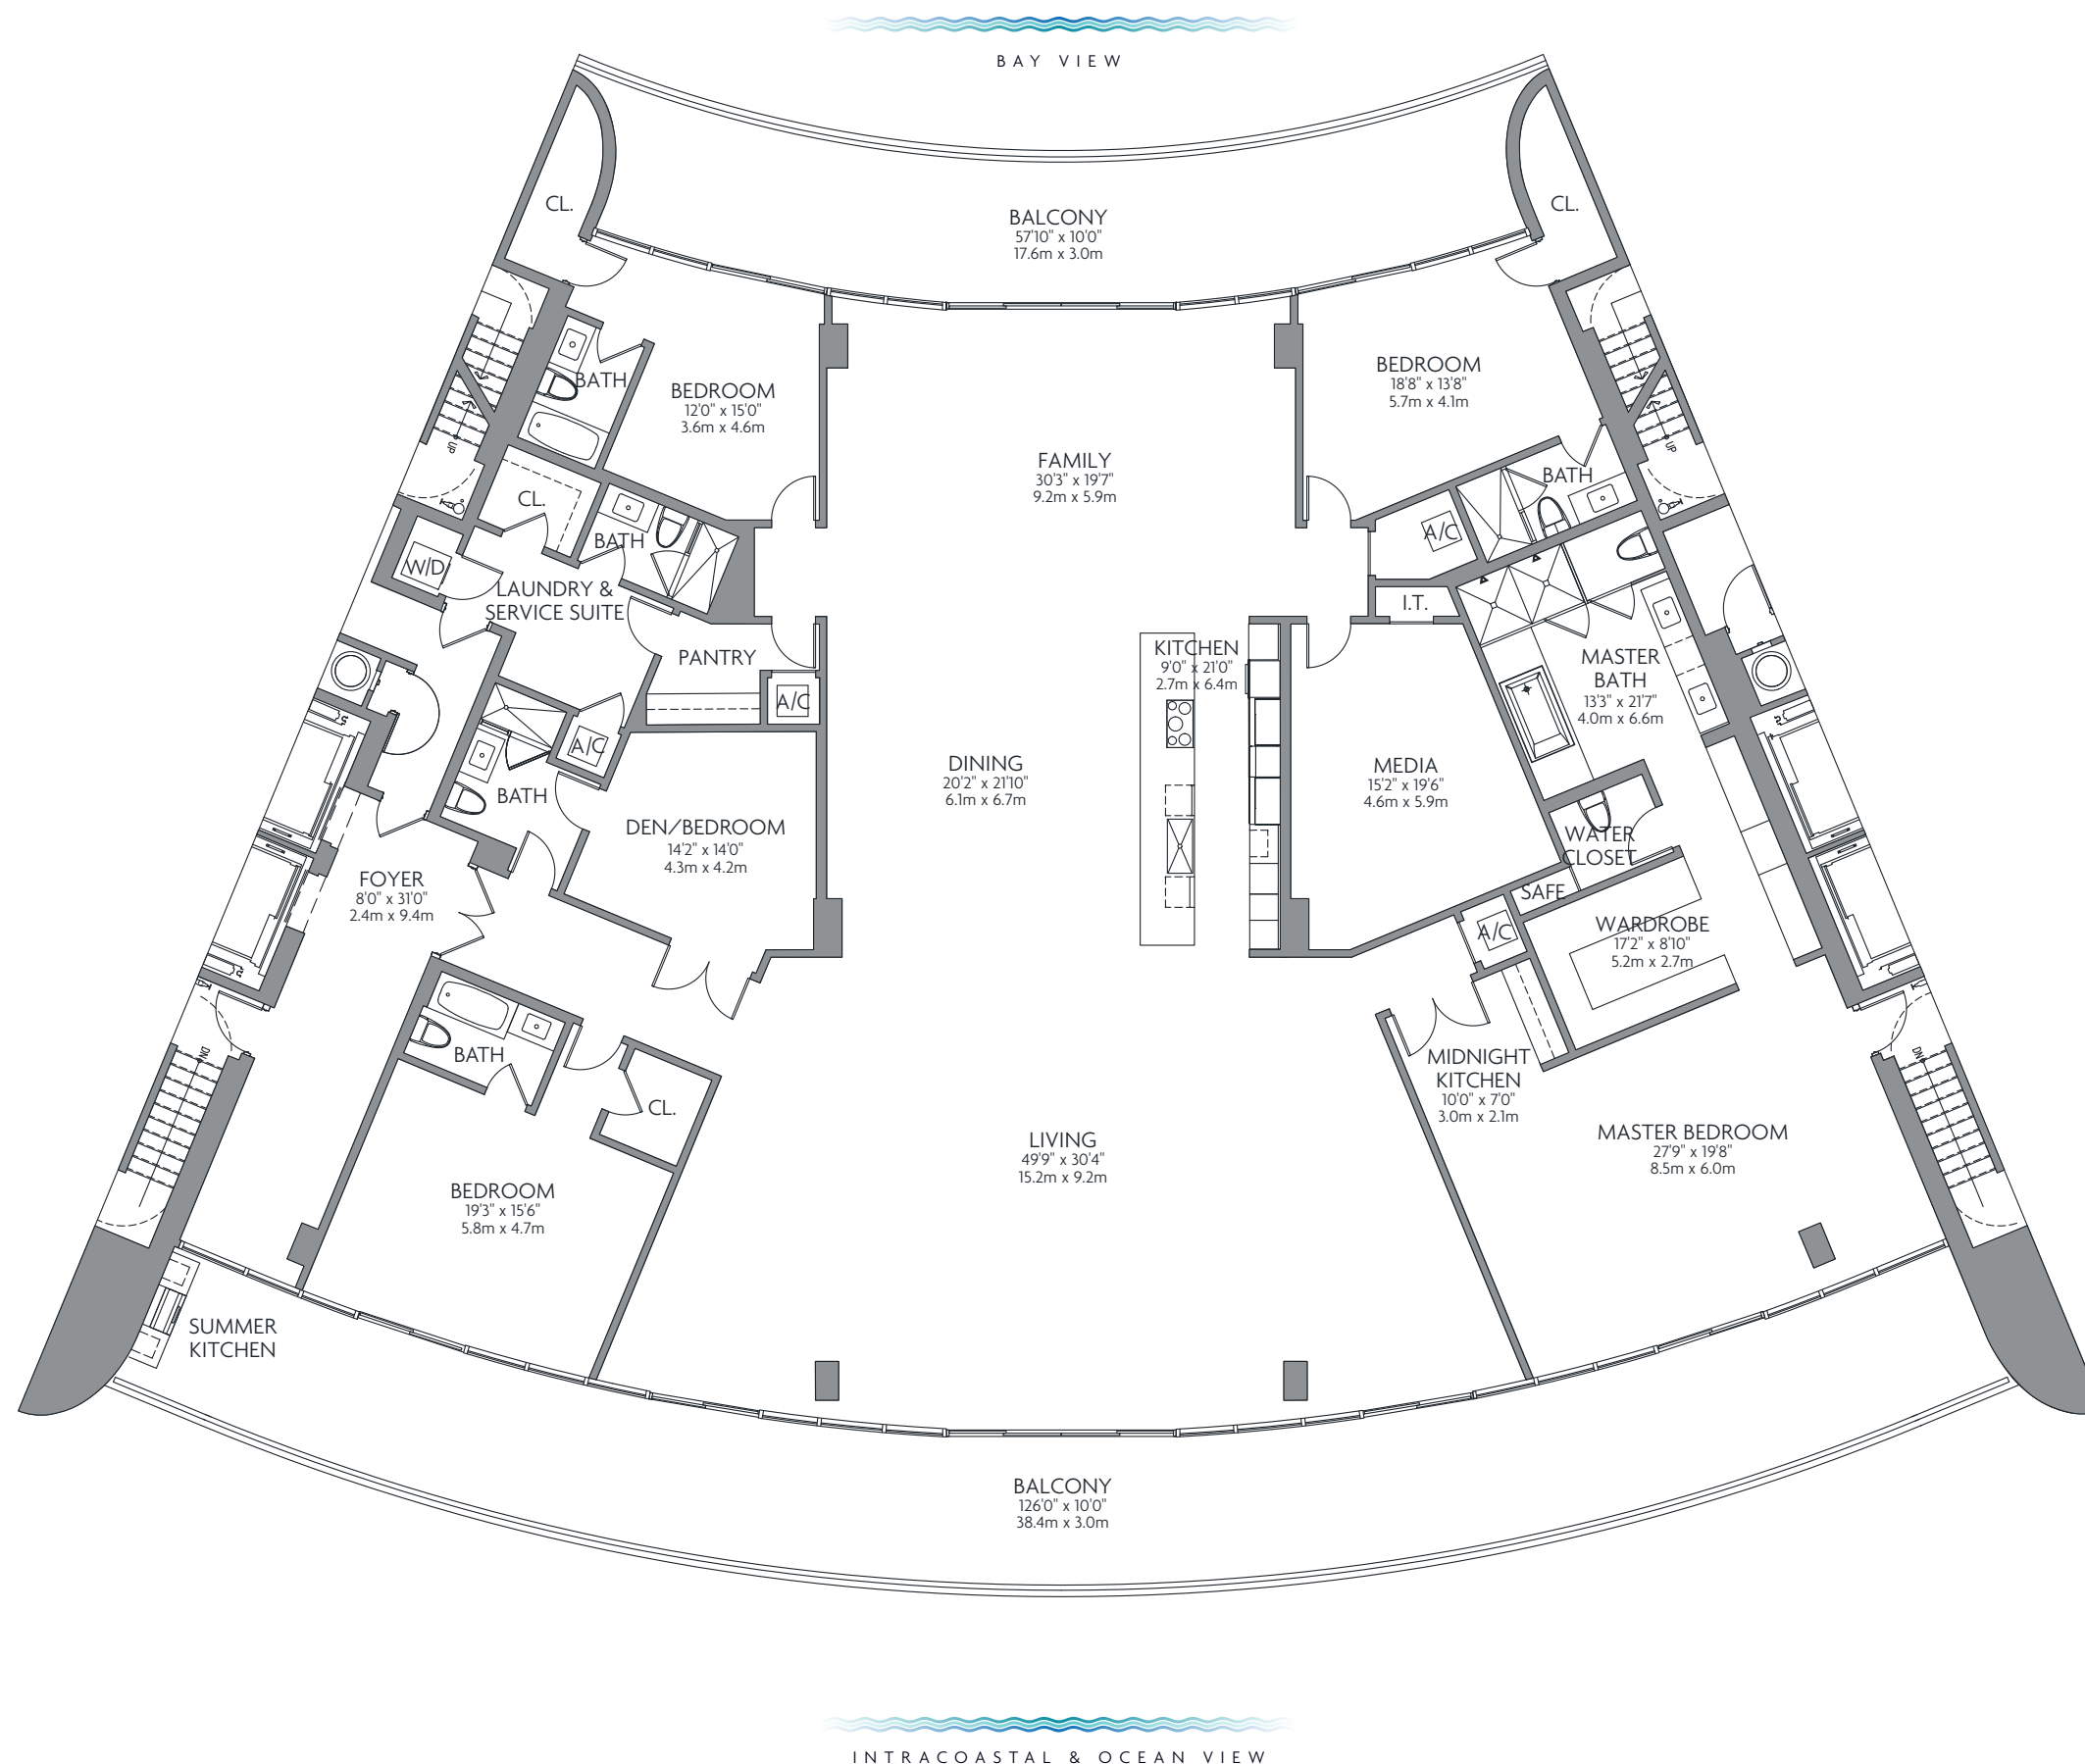 BAY VIEW
CL.
CL.
BALCONY
57'10" x 10'0"
17.6m x 3.0m
BATH
BEDROOM
12'0" x 15'0"
3.6m x 4.6m
BEDROOM
18'8" x 13'8"
5.7m x 4.1m
UP
UP
FAMILY
30'3" x 19'7"
9.2m x 5.9m
BATH
CL.
BATH
A/C
W/D
LAUNDRY &
SERVICE SUITE
I.T.
PANTRY
KITCHEN
9'0" x 21'0"
2.7m x 6.4m
MASTER
BATH
13'3" x 21'7"
4.0m x 6.6m
A/C
A/C
DINING
20'2" x 21'10"
6.1m x 6.7m
MEDIA
15'2" x 19'6"
4.6m x 5.9m
BATH
DEN/BEDROOM
14'2" x 14'0"
4.3m x 4.2m
WATER
CLOSET
FOYER
8'0" x 31'0"
2.4m x 9.4m
SAFE
A/C
WARDROBE
17'2" x 8'10"
5.2m x 2.7m
DN
DN
BATH
CL.
MIDNIGHT
KITCHEN
10'0" x 7'0"
3.0m x 2.1m
LIVING
49'9" x 30'4"
15.2m x 9.2m
MASTER BEDROOM
27'9" x 19'8"
8.5m x 6.0m
BEDROOM
19'3" x 15'6"
5.8m x 4.7m
SUMMER
KITCHEN
BALCONY
126'0" x 10'0"
38.4m x 3.0m
INTRACOASTAL & OCEAN VIEW